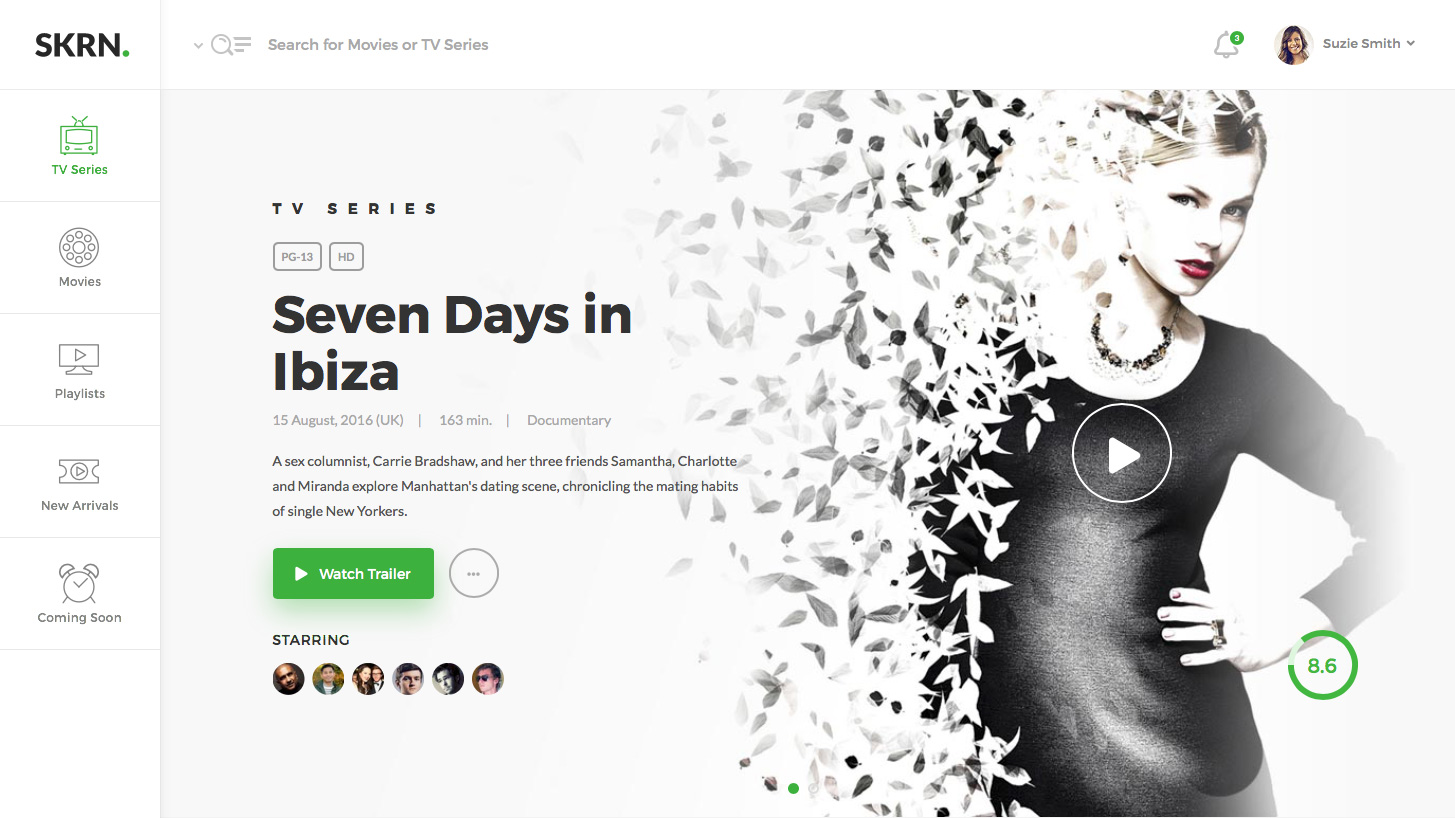 SKRN.
Search for Movies or TV Series
3
Suzie Smith
TV Series
Movies
Playlists
New Arrivals
Coming Soon
TV SERIES
PG-13
HD
Seven Days in
Ibiza
15 August, 2016 (UK) | 163 min. | Documentary
A sex columnist, Carrie Bradshaw, and her three friends Samantha, Charlotte
and Miranda explore Manhattan's dating scene, chronicling the mating habits
of single New Yorkers.
Watch Trailer
...
STARRING
8.6